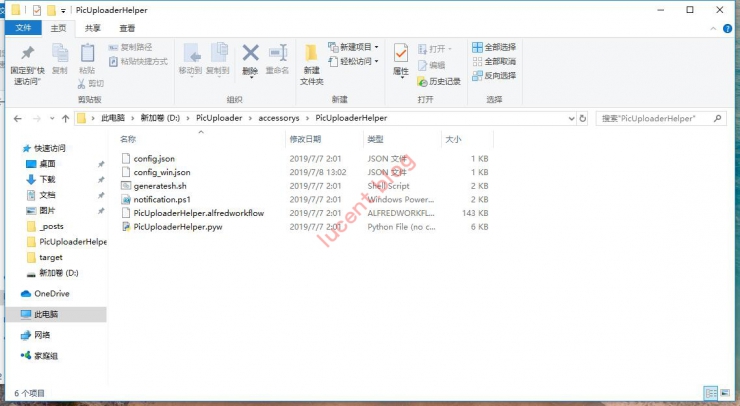 PicUploaderHelper
文件 主页 共享 查看
固定到"快速访问" 复制 粘贴 复制路径 粘贴快捷方式 剪切 移动到 复制到 删除 重命名 新建文件夹 新建项目 轻松访问 属性 打开 编辑 历史记录 全部选择 全部取消 反向选择
剪贴板 组织 新建 打开 选择
此电脑 > 新加卷 (D:) > PicUploader > accessorys > PicUploaderHelper
搜索"PicUploaderHelper"
名称 修改日期 类型 大小
快速访问
桌面
下载
文档
图片
_posts
PicUploaderHelpe
target
新加卷 (D:)
OneDrive
此电脑
网络
家庭组
config.json 2019/7/7 2:01 JSON 文件 1 KB
config_win.json 2019/7/8 13:02 JSON 文件 1 KB
generatesh.sh 2019/7/7 2:01 Shell Script 2 KB
notification.ps1 2019/7/7 2:01 Windows Power... 2 KB
PicUploaderHelper.alfredworkflow 2019/7/7 2:01 ALFREDWORKFL... 143 KB
PicUploaderHelper.pyw 2019/7/7 2:01 Python File (no c... 6 KB
lucent.blog
6 个项目